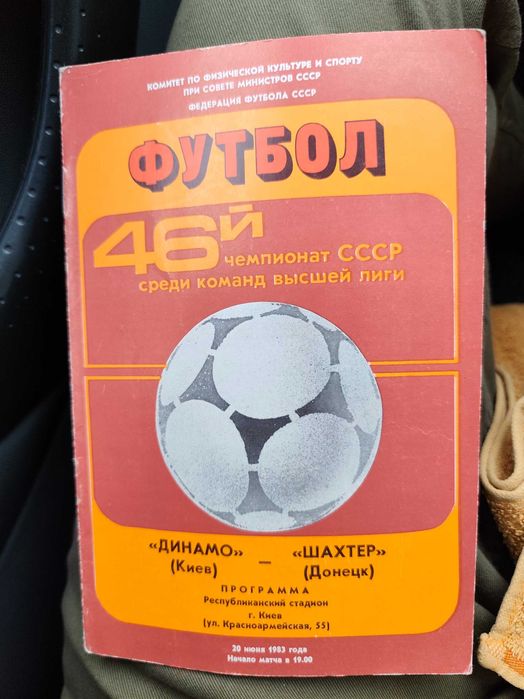 КОМИТЕТ ПО ФИЗИЧЕСКОЙ КУЛЬТУРЕ И СПОРТУ
ПРИ СОВЕТЕ МИНИСТРОВ СССР
ФЕДЕРАЦИЯ ФУТБОЛА СССР
ФУТБОЛ
46Й
чемпионат СССР
среди команд высшей лиги
«ДИНАМО» — «ШАХТЕР»
(Киев) (Донецк)
ПРОГРАММА
Республиканский стадион
г. Киев
(ул. Красноармейская, 55)
20 июня 1983 года
Начало матча в 19.00